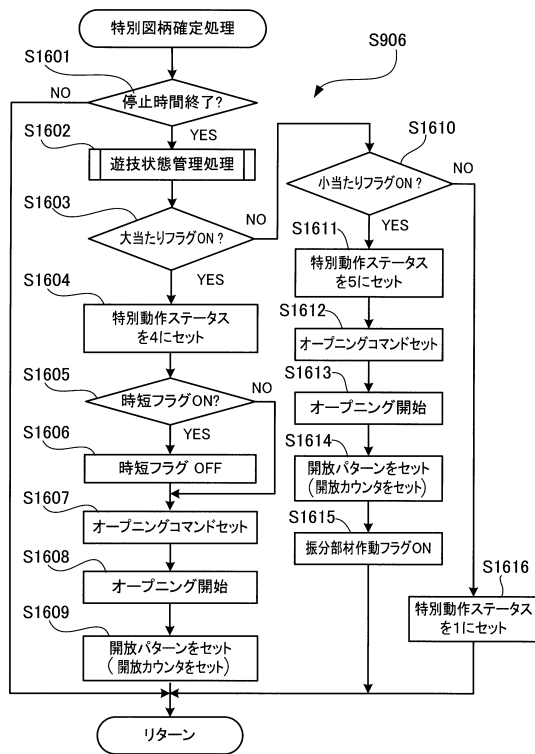 特別図柄確定処理
S906
S1601
停止時間終了?
NO
YES
S1602
遊技状態管理処理
S1603
大当たりフラグON?
NO
YES
S1604
特別動作ステータス
を4にセット
S1605
時短フラグON?
NO
YES
S1606
時短フラグ OFF
S1607
オープニングコマンドセット
S1608
オープニング開始
S1609
開放パターンをセット
(開放カウンタをセット)
S1610
小当たりフラグON?
NO
YES
S1611
特別動作ステータス
を5にセット
S1612
オープニングコマンドセット
S1613
オープニング開始
S1614
開放パターンをセット
(開放カウンタをセット)
S1615
振分部材作動フラグON
S1616
特別動作ステータス
を1にセット
リターン